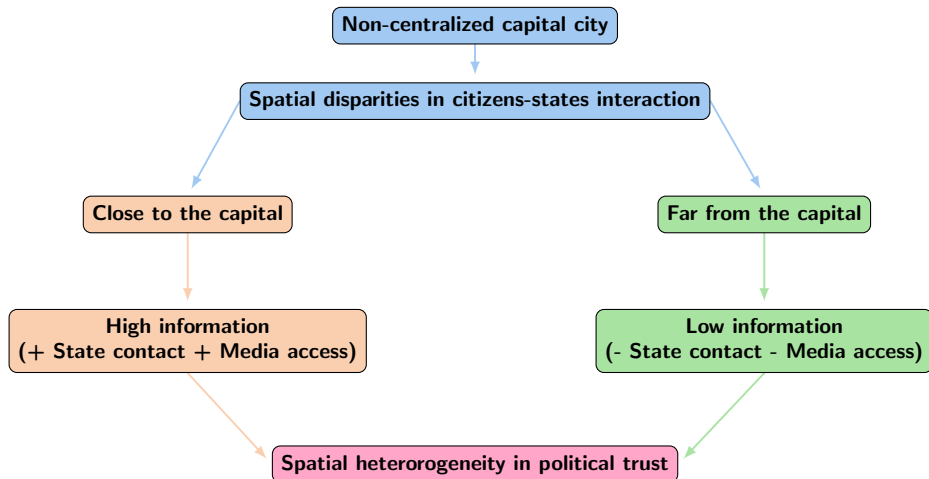 Non-centralized capital city
Spatial disparities in citizens-states interaction
Close to the capital
Far from the capital
High information
(+ State contact + Media access)
Low information
(- State contact - Media access)
Spatial heterorogeneity in political trust